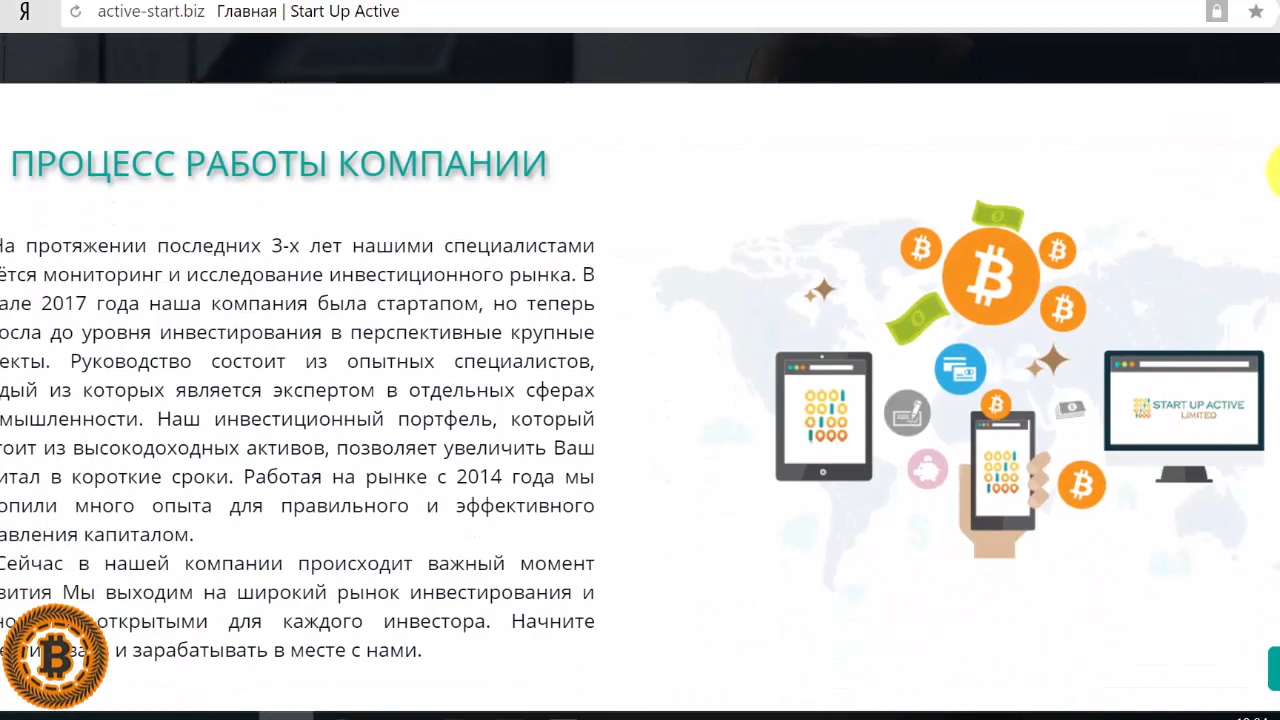 Я active-start.biz Главная | Start Up Active
ПРОЦЕСС РАБОТЫ КОМПАНИИ
На протяжении последних 3-х лет нашими специалистами
ётся мониторинг и исследование инвестиционного рынка. В
але 2017 года наша компания была стартапом, но теперь
осла до уровня инвестирования в перспективные крупные
екты. Руководство состоит из опытных специалистов,
дый из которых является экспертом в отдельных сферах
мышленности. Наш инвестиционный портфель, который
тоит из высокодоходных активов, позволяет увеличить Ваш
итал в короткие сроки. Работая на рынке с 2014 года мы
опили много опыта для правильного и эффективного
авления капиталом.
Сейчас в нашей компании происходит важный момент
вития Мы выходим на широкий рынок инвестирования и
открытыми для каждого инвестора. Начните
и зарабатывать в месте с нами.
START UP ACTIVE
LIMITED